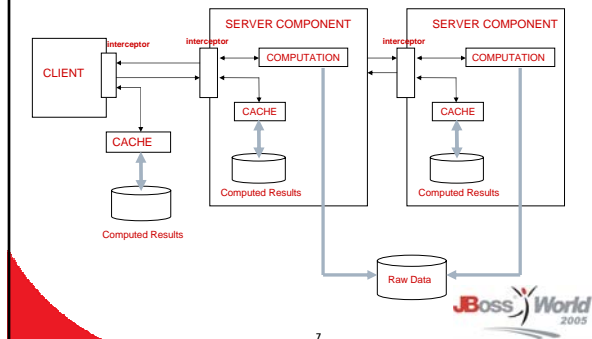 SERVER COMPONENT
SERVER COMPONENT
interceptor
interceptor
interceptor
CLIENT
COMPUTATION
COMPUTATION
CACHE
CACHE
CACHE
Computed Results
Computed Results
Computed Results
Raw Data
JBoss World
2005
7